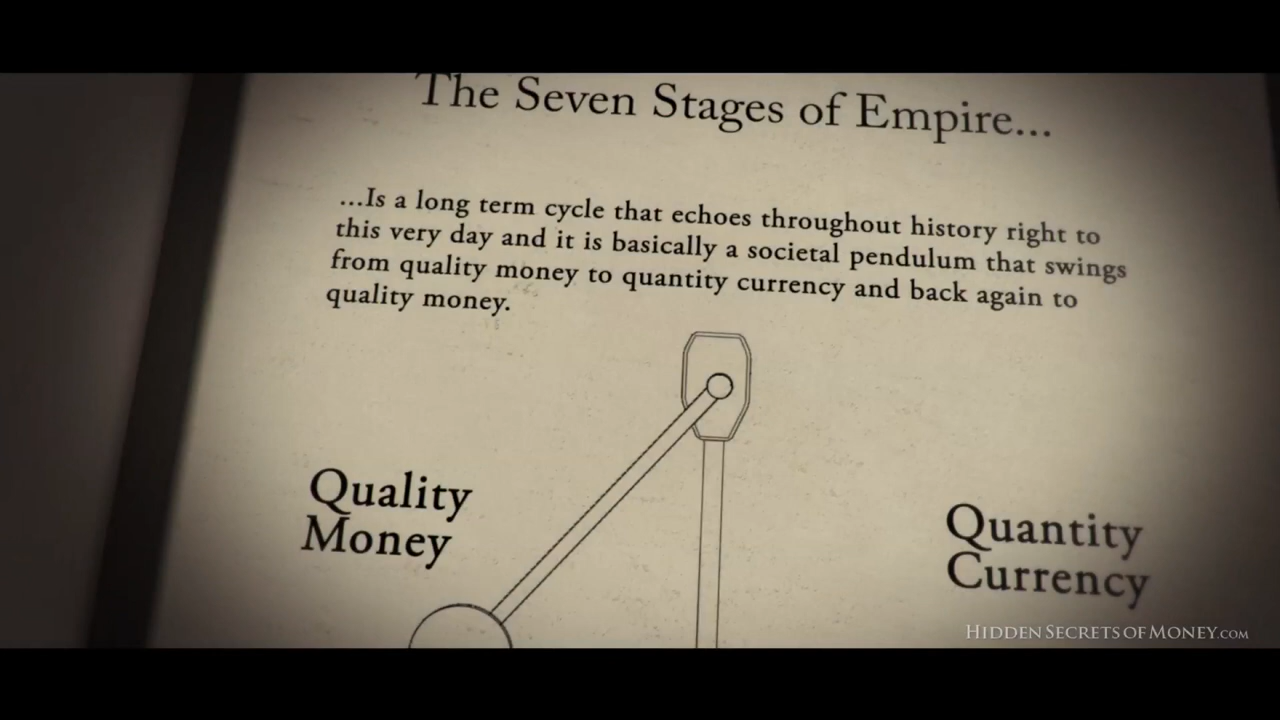 The Seven Stages of Empire...
...Is a long term cycle that echoes throughout history right to
this very day and it is basically a societal pendulum that swings
from quality money to quantity currency and back again to
quality money.
Quality
Money
Quantity
Currency
HIDDEN SECRETS OF MONEY.COM